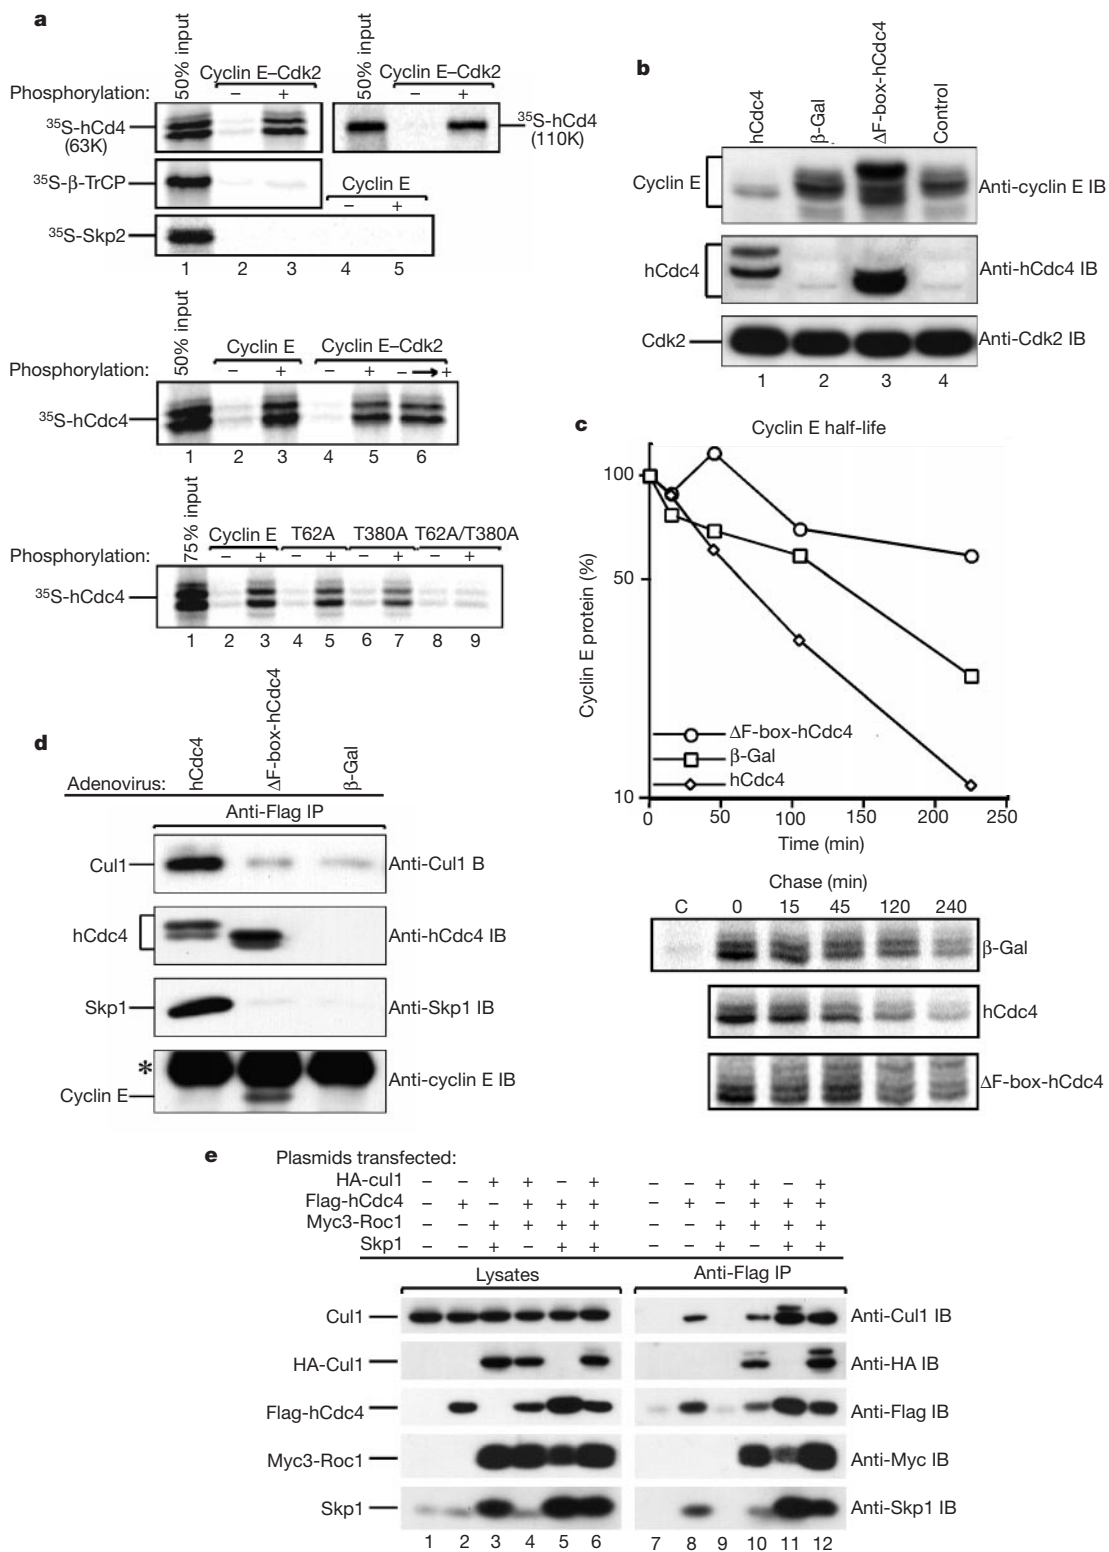 a
50% input
Cyclin E–Cdk2
50% input
Cyclin E–Cdk2
Phosphorylation: – + – +
35S-hCd4
(63K)
35S-hCd4
(110K)
35S-β-TrCP
Cyclin E
– +
35S-Skp2
1 2 3 4 5
50% input
Cyclin E
Cyclin E–Cdk2
Phosphorylation: – + – + – → +
35S-hCdc4
1 2 3 4 5 6
75% input
Cyclin E T62A T380A T62A/T380A
Phosphorylation: – + – + – + – +
35S-hCdc4
1 2 3 4 5 6 7 8 9
b
hCdc4
β-Gal
ΔF-box-hCdc4
Control
Cyclin E
Anti-cyclin E IB
hCdc4
Anti-hCdc4 IB
Cdk2
Anti-Cdk2 IB
1 2 3 4
c
Cyclin E half-life
Cyclin E protein (%)
100
50
10
ΔF-box-hCdc4
β-Gal
hCdc4
0 50 100 150 200 250
Time (min)
Chase (min)
C 0 15 45 120 240
β-Gal
hCdc4
ΔF-box-hCdc4
d
Adenovirus:
hCdc4
ΔF-box-hCdc4
β-Gal
Anti-Flag IP
Cul1
Anti-Cul1 B
hCdc4
Anti-hCdc4 IB
Skp1
Anti-Skp1 IB
*
Cyclin E
Anti-cyclin E IB
e
Plasmids transfected:
HA-cul1 – – + + – + – – + + – +
Flag-hCdc4 – + – + + + – + – + + +
Myc3-Roc1 – – + + + + – – + + + +
Skp1 – – + – + + – – + – + +
Lysates
Anti-Flag IP
Cul1
Anti-Cul1 IB
HA-Cul1
Anti-HA IB
Flag-hCdc4
Anti-Flag IB
Myc3-Roc1
Anti-Myc IB
Skp1
Anti-Skp1 IB
1 2 3 4 5 6 7 8 9 10 11 12